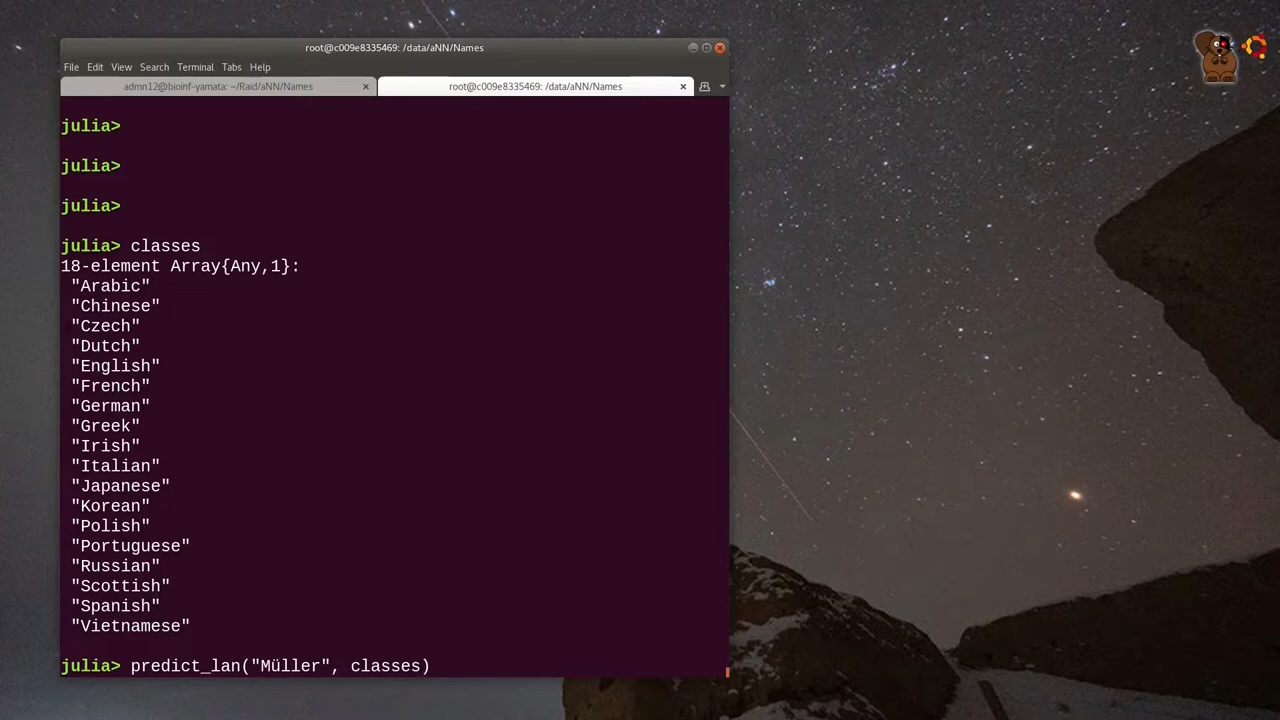 root@c009e8335469: /data/aNN/Names
File Edit View Search Terminal Tabs Help
admn12@bioinf-yamata: ~/Raid/aNN/Names
root@c009e8335469: /data/aNN/Names
julia>
julia>
julia>
julia> classes
18-element Array{Any,1}:
"Arabic"
"Chinese"
"Czech"
"Dutch"
"English"
"French"
"German"
"Greek"
"Irish"
"Italian"
"Japanese"
"Korean"
"Polish"
"Portuguese"
"Russian"
"Scottish"
"Spanish"
"Vietnamese"
julia> predict_lan("Müller", classes)